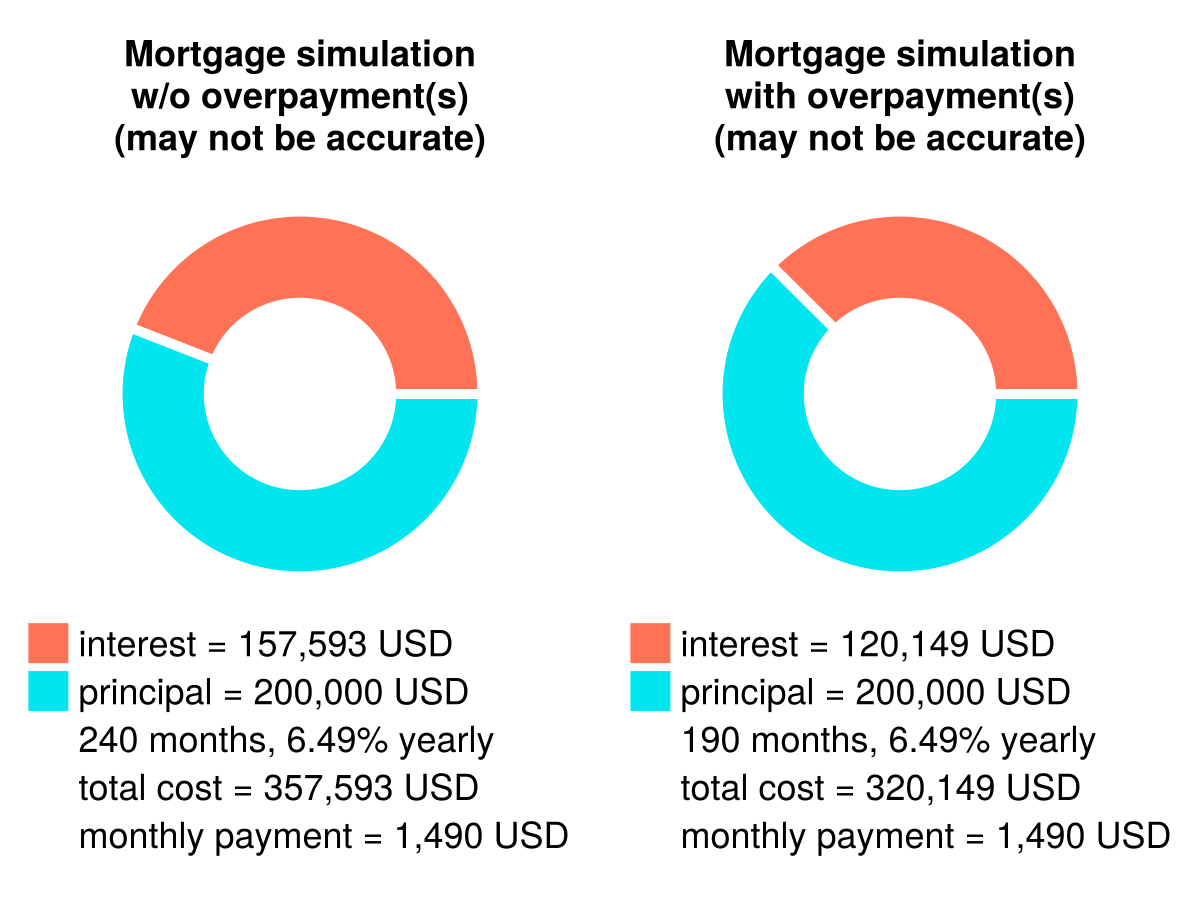 Mortgage simulation
w/o overpayment(s)
(may not be accurate)
interest = 157,593 USD
principal = 200,000 USD
240 months, 6.49% yearly
total cost = 357,593 USD
monthly payment = 1,490 USD
Mortgage simulation
with overpayment(s)
(may not be accurate)
interest = 120,149 USD
principal = 200,000 USD
190 months, 6.49% yearly
total cost = 320,149 USD
monthly payment = 1,490 USD